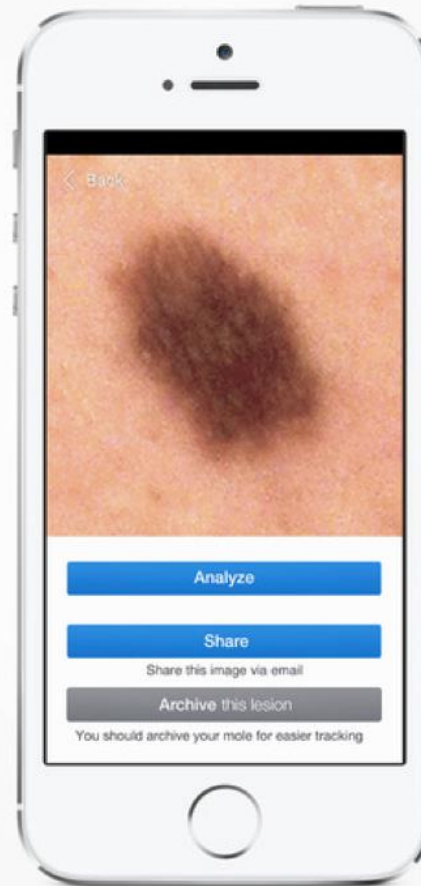 Back
Analyze
Share
Share this image via email
Archive this lesion
You should archive your mole for easier tracking